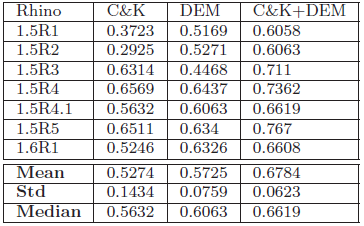 Rhino C&K DEM C&K+DEM
1.5R1 0.3723 0.5169 0.6058
1.5R2 0.2925 0.5271 0.6063
1.5R3 0.6314 0.4468 0.711
1.5R4 0.6569 0.6437 0.7362
1.5R4.1 0.5632 0.6063 0.6619
1.5R5 0.6511 0.634 0.767
1.6R1 0.5246 0.6326 0.6608
Mean 0.5274 0.5725 0.6784
Std 0.1434 0.0759 0.0623
Median 0.5632 0.6063 0.6619